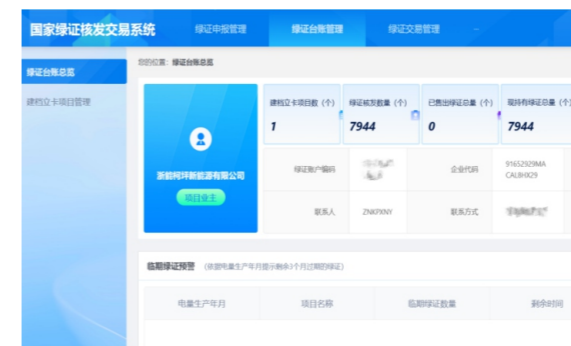 国家绿证核发交易系统
绿证申报管理
绿证台账管理
绿证交易管理
您的位置：绿证台账总览
绿证台账总览
建档立卡项目管理
建档立卡项目数（个）
1
绿证核发数量（个）
7944
已售出绿证总量（个）
0
现持有绿证总量（个）
7944
浙能柯坪新能源有限公司
项目业主
绿证账户编码
企业代码
91652929MA
CAL8HX29
联系人
ZNKPXNY
联系方式
临期绿证预警 （依据电量生产年月提示剩余3个月过期的绿证）
电量生产年月
项目名称
临期绿证数量
剩余时间